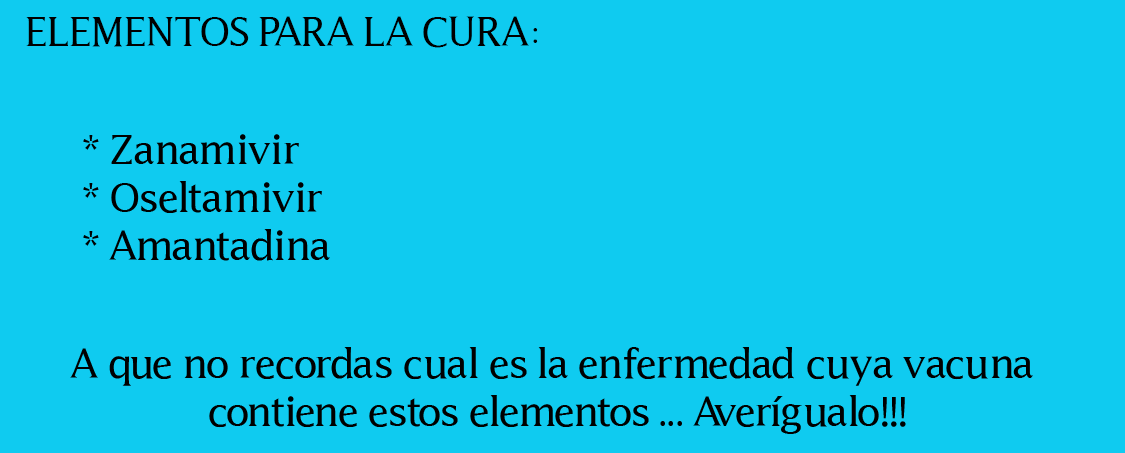 ELEMENTOS PARA LA CURA:
* Zanamivir
* Oseltamivir
* Amantadina
A que no recordas cual es la enfermedad cuya vacuna
contiene estos elementos ... Averígualo!!!